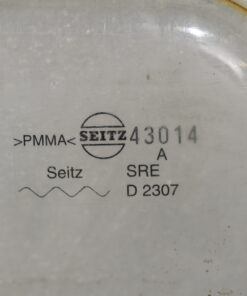 >PMMA< SEITZ 43014
A
Seitz SRE
D 2307